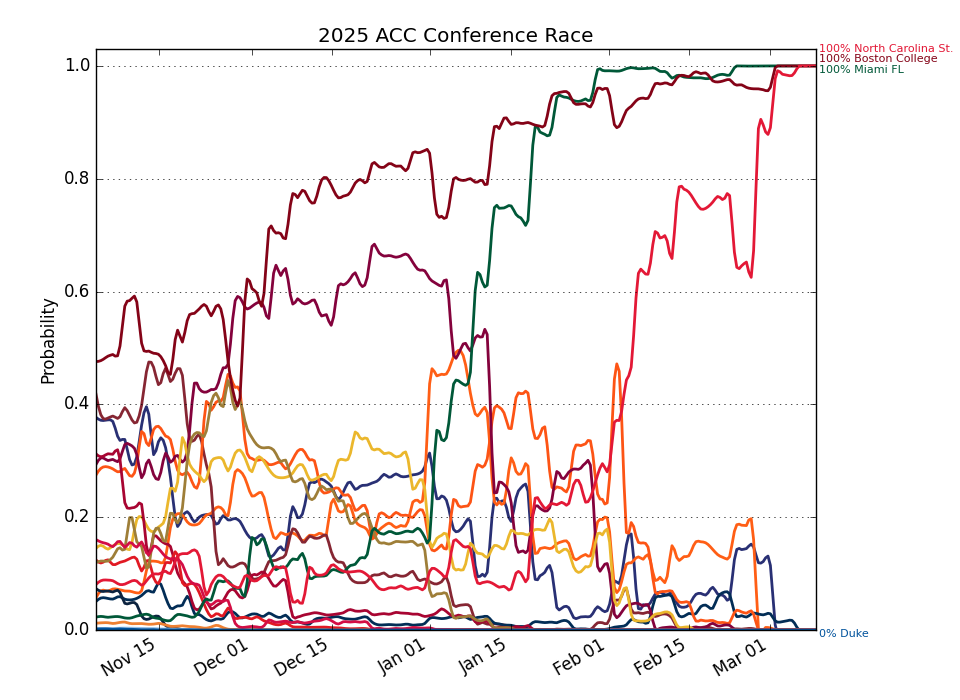 2025 ACC Conference Race
100% North Carolina St.
100% Boston College
100% Miami FL
1.0
0.8
0.6
0.4
0.2
0.0
Probability
0% Duke
Nov 15
Dec 01
Dec 15
Jan 01
Jan 15
Feb 01
Feb 15
Mar 01